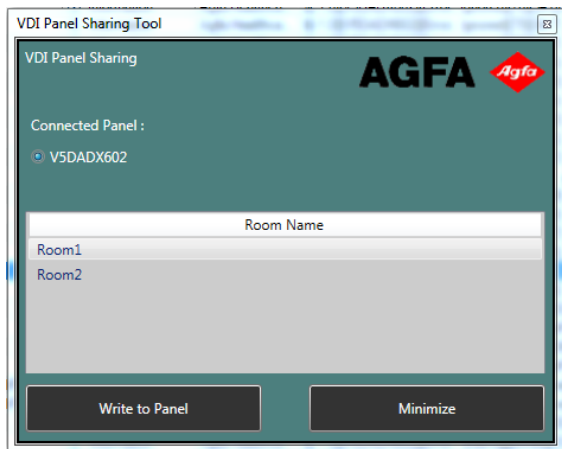 VDI Panel Sharing Tool
VDI Panel Sharing
AGFA Agfa
Connected Panel :
V5DADX602
Room Name
Room1
Room2
Write to Panel
Minimize